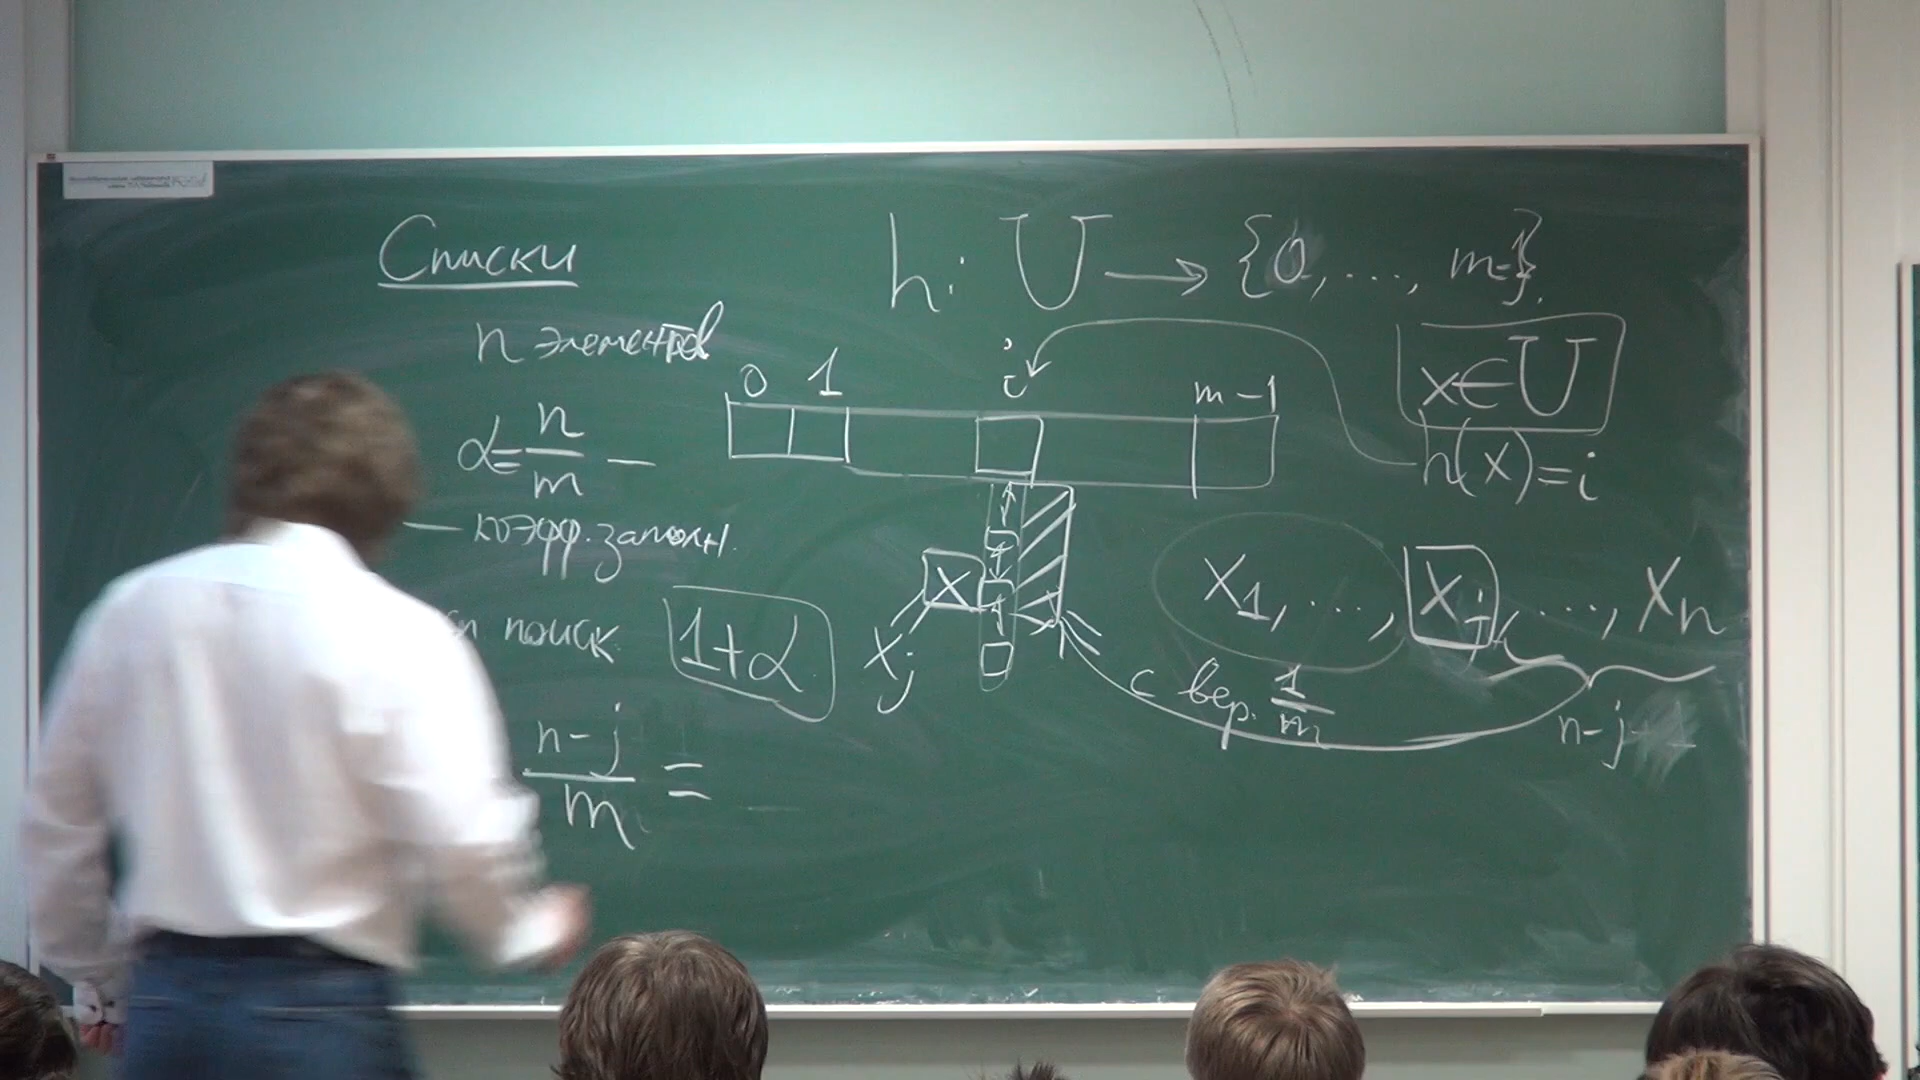 Списки
n элементов
α = n/m —
— коэфф. заполн.
поиск 1+α
n-j/m =
h: U → {0, ..., m-1}.
x ∈ U
h(x) = i
0 1 i m-1
X
Xj
X1, ..., Xj, ..., Xn
с вер. 1/m
n-j